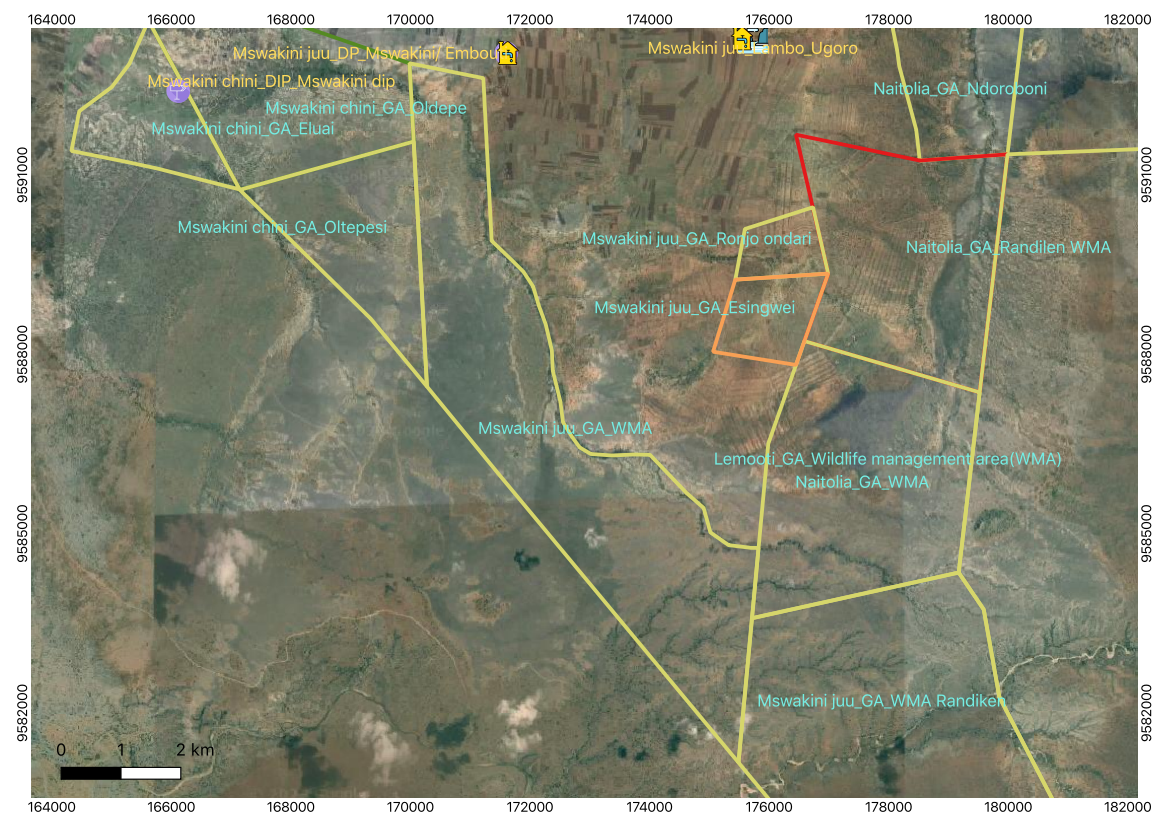 164000 166000 168000 170000 172000 174000 176000 178000 180000 182000
Mswakini juu_DP_Mswakini/ Embou
Mswakini chini_DIP_Mswakini dip
Mswakini chini_GA_Oldepe
Mswakini chini_GA_Eluai
Naitolia_GA_Ndoroboni
9591000 9591000
Mswakini chini_GA_Oltepesi
Mswakini juu_GA_Ronjo ondari
Naitolia_GA_Randilen WMA
Mswakini juu_GA_Esingwei
9588000 9588000
Mswakini juu_GA_WMA
Lemooti_GA_Wildlife management area(WMA)
Naitolia_GA_WMA
9585000 9585000
Mswakini juu_GA_WMA Randiken
9582000 9582000
0 1 2 km
164000 166000 168000 170000 172000 174000 176000 178000 180000 182000